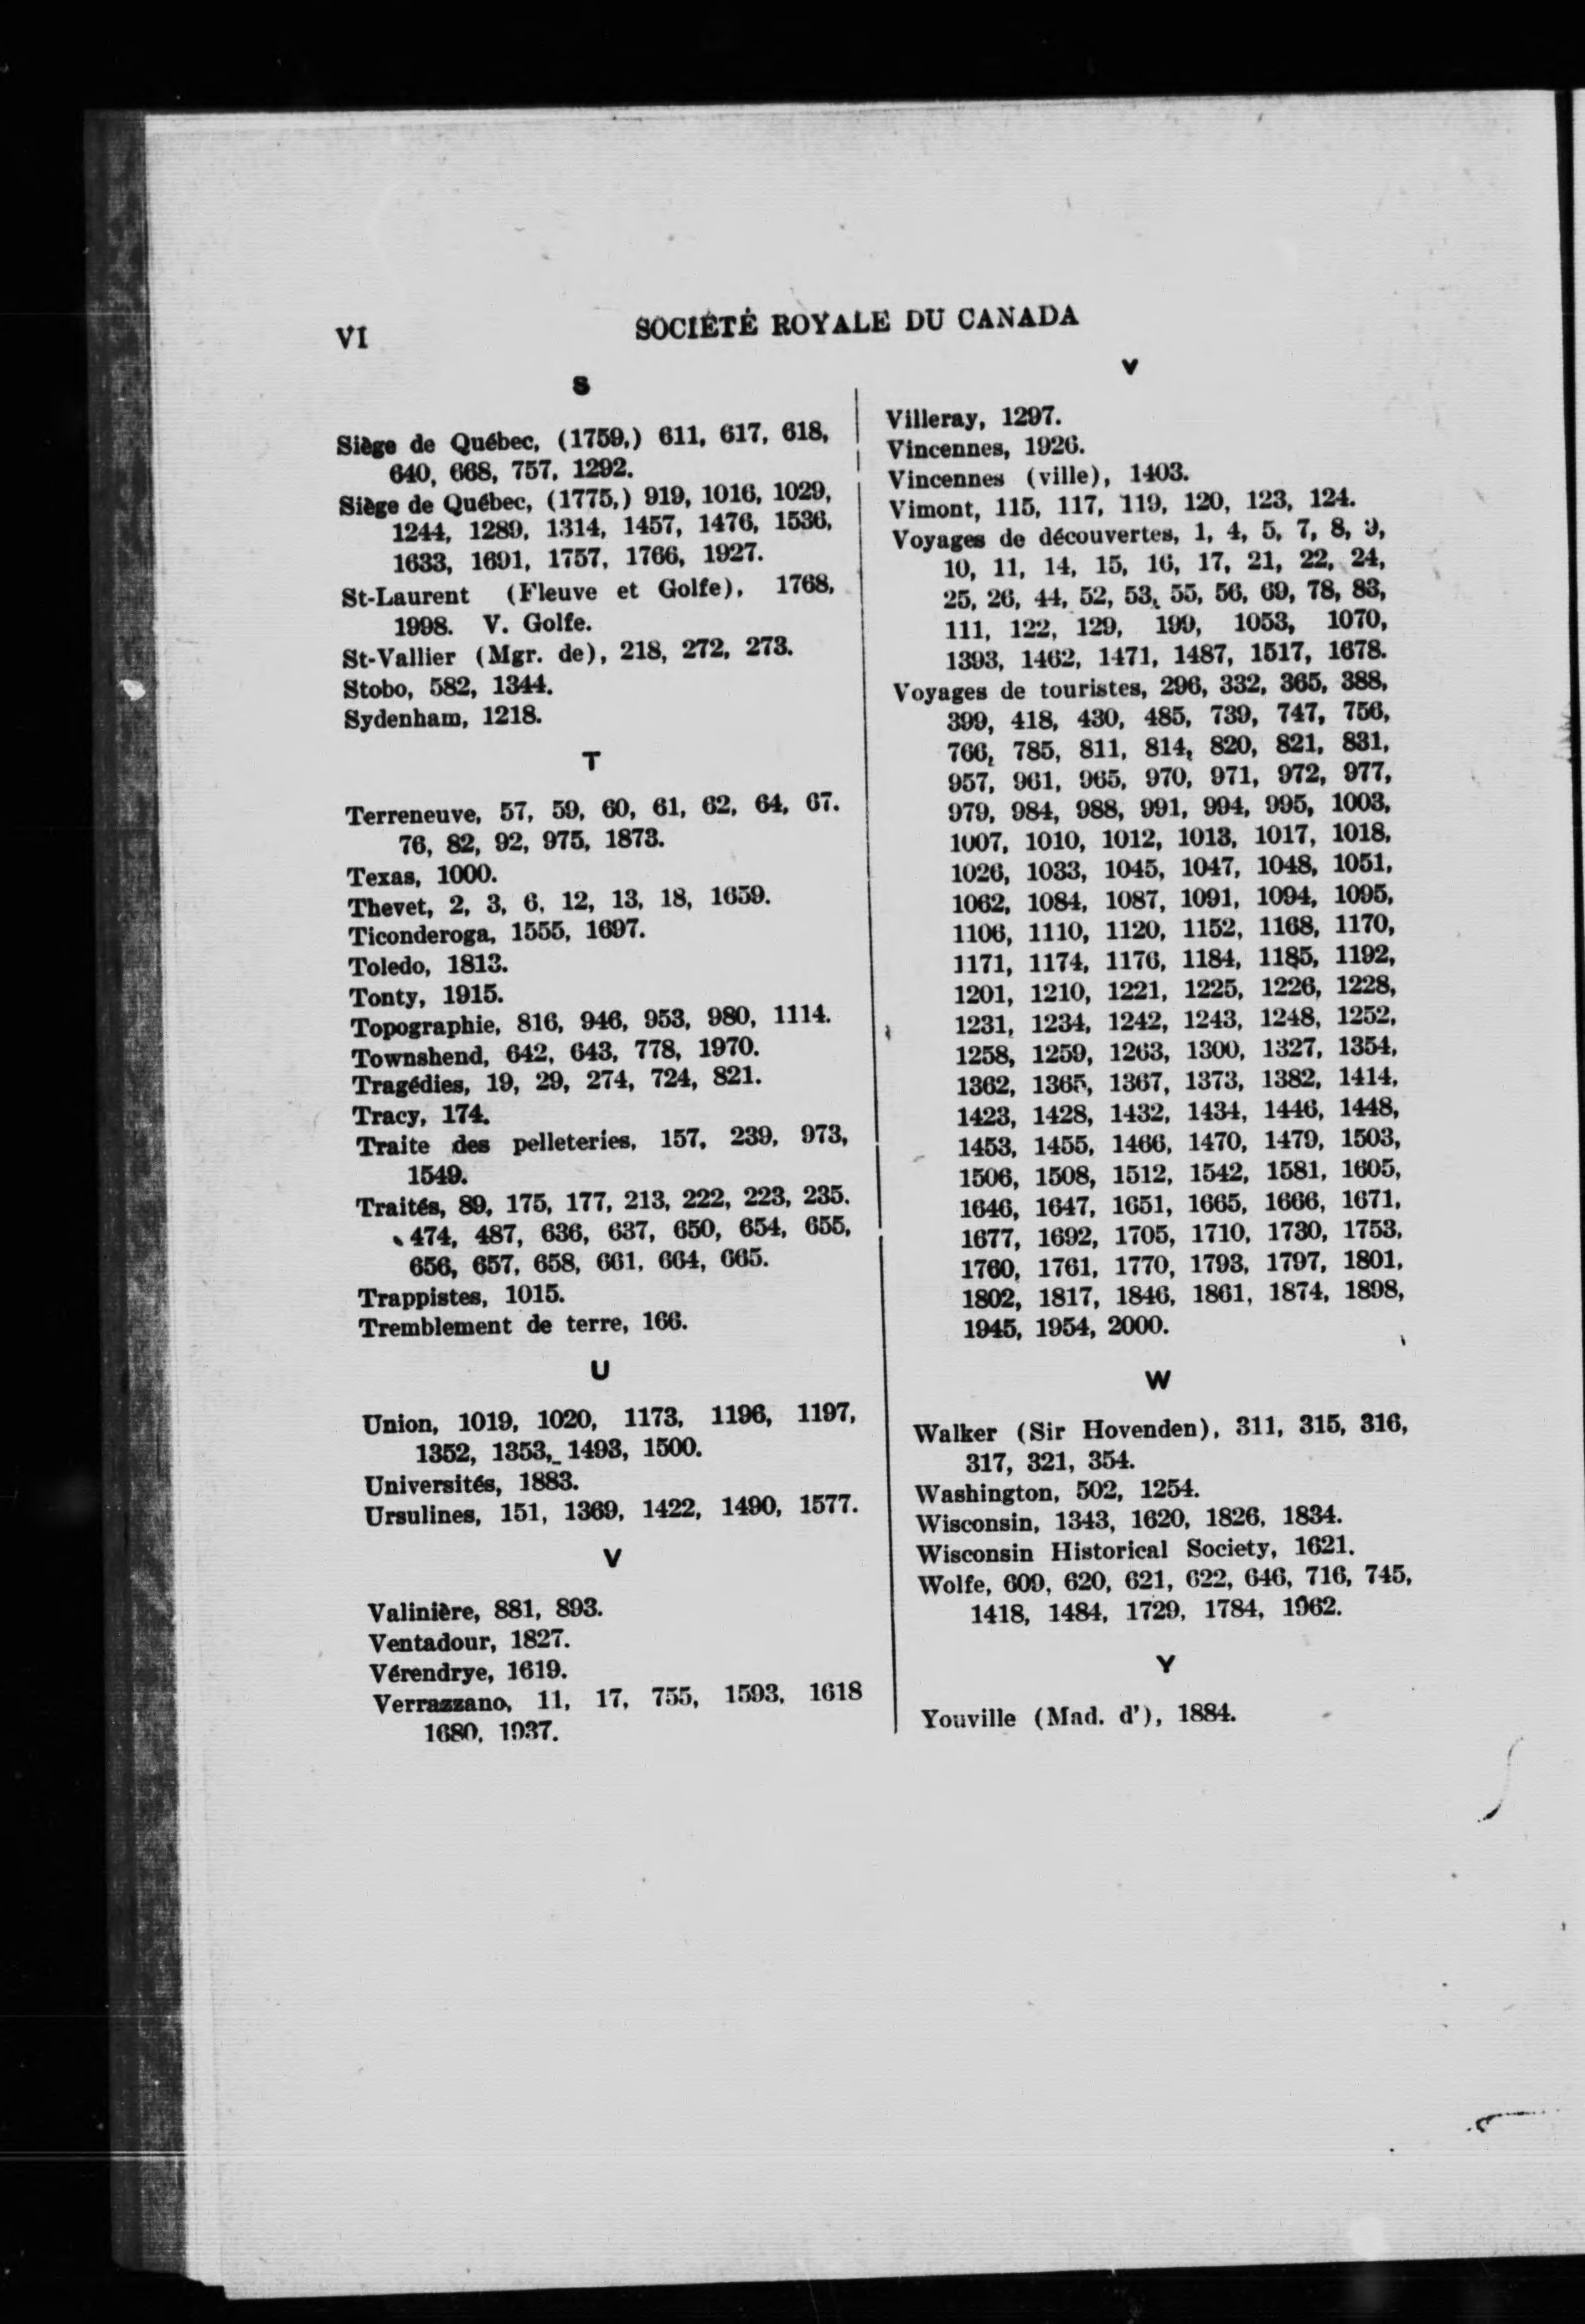 VI
SOCIÉTÉ ROYALE DU CANADA
S
Siège de Québec, (1759,) 611, 617, 618,
640, 668, 757, 1292.
Siège de Québec, (1775,) 919, 1016, 1029,
1244, 1289, 1314, 1457, 1476, 1536,
1633, 1691, 1757, 1766, 1927.
St-Laurent (Fleuve et Golfe), 1768,
1998. V. Golfe.
St-Vallier (Mgr. de), 218, 272, 273.
Stobo, 582, 1344.
Sydenham, 1218.
T
Terreneuve, 57, 59, 60, 61, 62, 64, 67.
76, 82, 92, 975, 1873.
Texas, 1000.
Thevet, 2, 3, 6, 12, 13, 18, 1659.
Ticonderoga, 1555, 1697.
Toledo, 1813.
Tonty, 1915.
Topographie, 816, 946, 953, 980, 1114.
Townshend, 642, 643, 778, 1970.
Tragédies, 19, 29, 274, 724, 821.
Tracy, 174.
Traite des pelleteries, 157, 239, 973,
1549.
Traités, 89, 175, 177, 213, 222, 223, 235.
474, 487, 636, 637, 650, 654, 655,
656, 657, 658, 661, 664, 665.
Trappistes, 1015.
Tremblement de terre, 166.
U
Union, 1019, 1020, 1173, 1196, 1197,
1352, 1353, 1493, 1500.
Universités, 1883.
Ursulines, 151, 1369, 1422, 1490, 1577.
V
Valinière, 881, 893.
Ventadour, 1827.
Vérendrye, 1619.
Verrazzano, 11, 17, 755, 1593, 1618
1680, 1937.
V
Villeray, 1297.
Vincennes, 1926.
Vincennes (ville), 1403.
Vimont, 115, 117, 119, 120, 123, 124.
Voyages de découvertes, 1, 4, 5, 7, 8, 9,
10, 11, 14, 15, 16, 17, 21, 22, 24,
25, 26, 44, 52, 53, 55, 56, 69, 78, 83,
111, 122, 129, 199, 1053, 1070,
1393, 1462, 1471, 1487, 1517, 1678.
Voyages de touristes, 296, 332, 365, 388,
399, 418, 430, 485, 739, 747, 756,
766, 785, 811, 814, 820, 821, 831,
957, 961, 965, 970, 971, 972, 977,
979, 984, 988, 991, 994, 995, 1003,
1007, 1010, 1012, 1013, 1017, 1018,
1026, 1033, 1045, 1047, 1048, 1051,
1062, 1084, 1087, 1091, 1094, 1095,
1106, 1110, 1120, 1152, 1168, 1170,
1171, 1174, 1176, 1184, 1185, 1192,
1201, 1210, 1221, 1225, 1226, 1228,
1231, 1234, 1242, 1243, 1248, 1252,
1258, 1259, 1263, 1300, 1327, 1354,
1362, 1365, 1367, 1373, 1382, 1414,
1423, 1428, 1432, 1434, 1446, 1448,
1453, 1455, 1466, 1470, 1479, 1503,
1506, 1508, 1512, 1542, 1581, 1605,
1646, 1647, 1651, 1665, 1666, 1671,
1677, 1692, 1705, 1710, 1730, 1753,
1760, 1761, 1770, 1793, 1797, 1801,
1802, 1817, 1846, 1861, 1874, 1898,
1945, 1954, 2000.
W
Walker (Sir Hovenden), 311, 315, 316,
317, 321, 354.
Washington, 502, 1254.
Wisconsin, 1343, 1620, 1826, 1834.
Wisconsin Historical Society, 1621.
Wolfe, 609, 620, 621, 622, 646, 716, 745,
1418, 1484, 1729, 1784, 1962.
Y
Youville (Mad. d'), 1884.